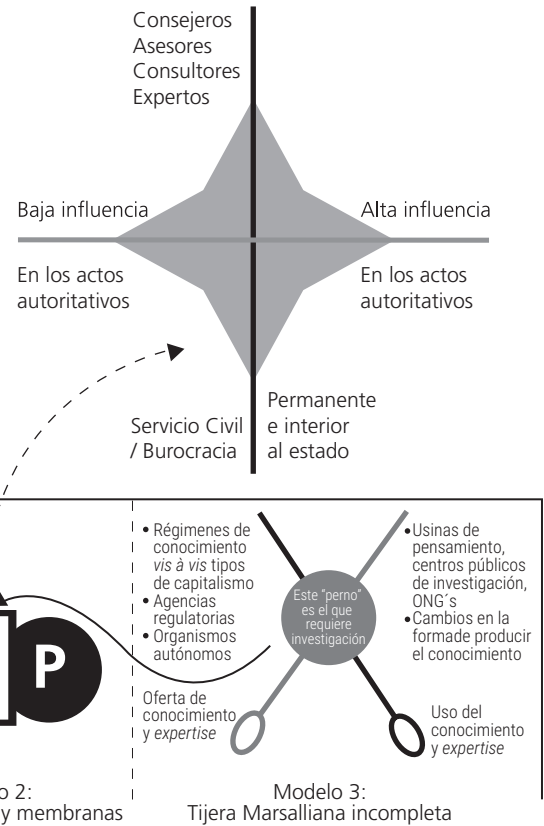 Consejeros
Asesores
Consultores
Expertos
Baja influencia
Alta influencia
En los actos
autoritativos
En los actos
autoritativos
Servicio Civil
/ Burocracia
Permanente
e interior
al estado
• Régimenes de
conocimiento
vis à vis tipos
de capitalismo
• Agencias
regulatorias
• Organismos
autónomos
Este "perno"
es el que
requiere
investigación
• Usinas de
pensamiento,
centros públicos
de investigación,
ONG´s
• Cambios en la
formade producir
el conocimiento
P
Oferta de
conocimiento
y expertise
Uso del
conocimiento
y expertise
o 2:
y membranas
Modelo 3:
Tijera Marsalliana incompleta